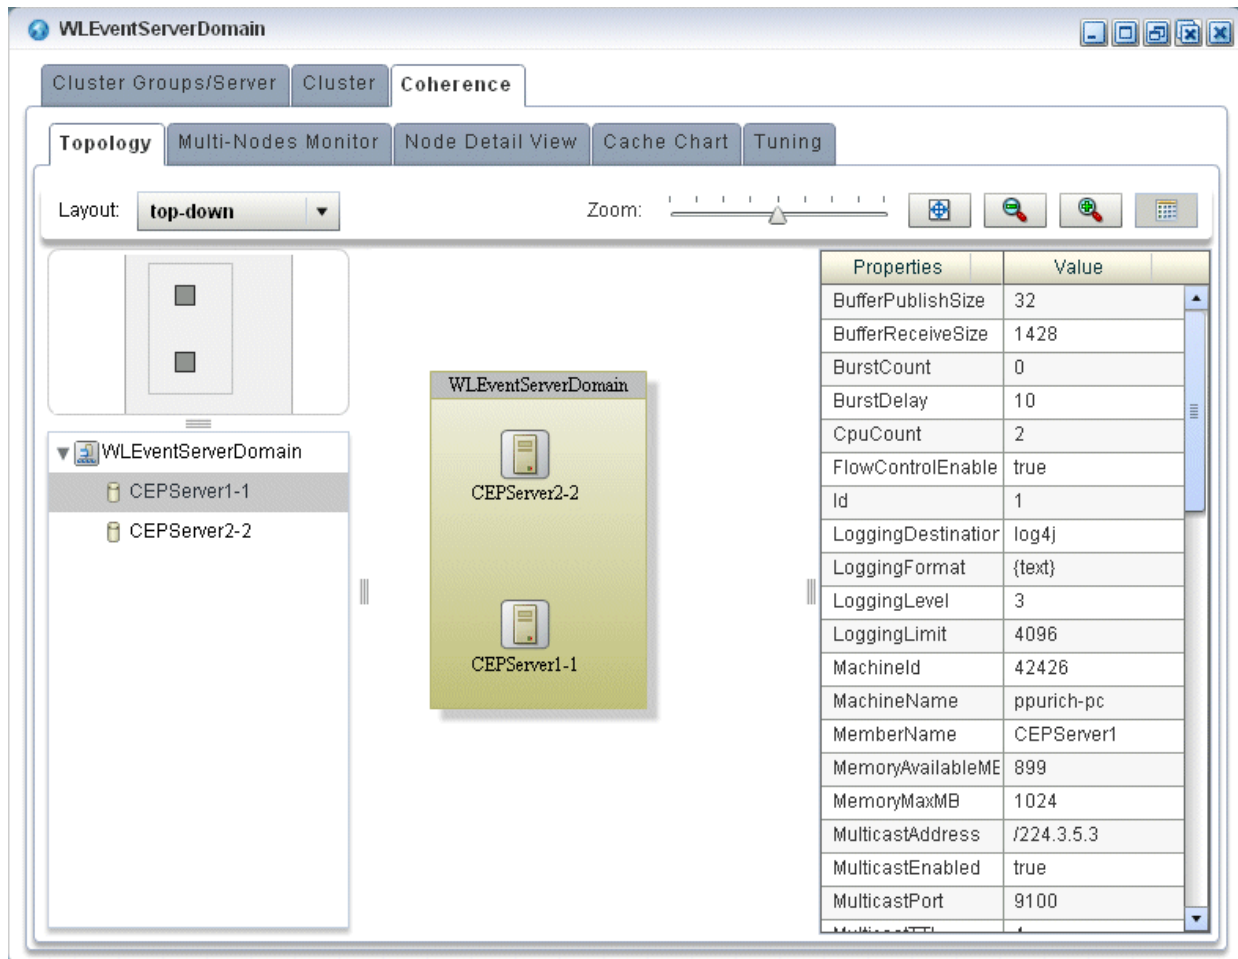 WLEventServerDomain
Cluster Groups/Server Cluster Coherence
Topology Multi-Nodes Monitor Node Detail View Cache Chart Tuning
Layout: top-down Zoom:
WLEventServerDomain
CEPServer1-1
CEPServer2-2
WLEventServerDomain
CEPServer2-2
CEPServer1-1
Properties Value
BufferPublishSize 32
BufferReceiveSize 1428
BurstCount 0
BurstDelay 10
CpuCount 2
FlowControlEnable true
Id 1
LoggingDestination log4j
LoggingFormat {text}
LoggingLevel 3
LoggingLimit 4096
MachineId 42426
MachineName ppurich-pc
MemberName CEPServer1
MemoryAvailableME 899
MemoryMaxMB 1024
MulticastAddress /224.3.5.3
MulticastEnabled true
MulticastPort 9100